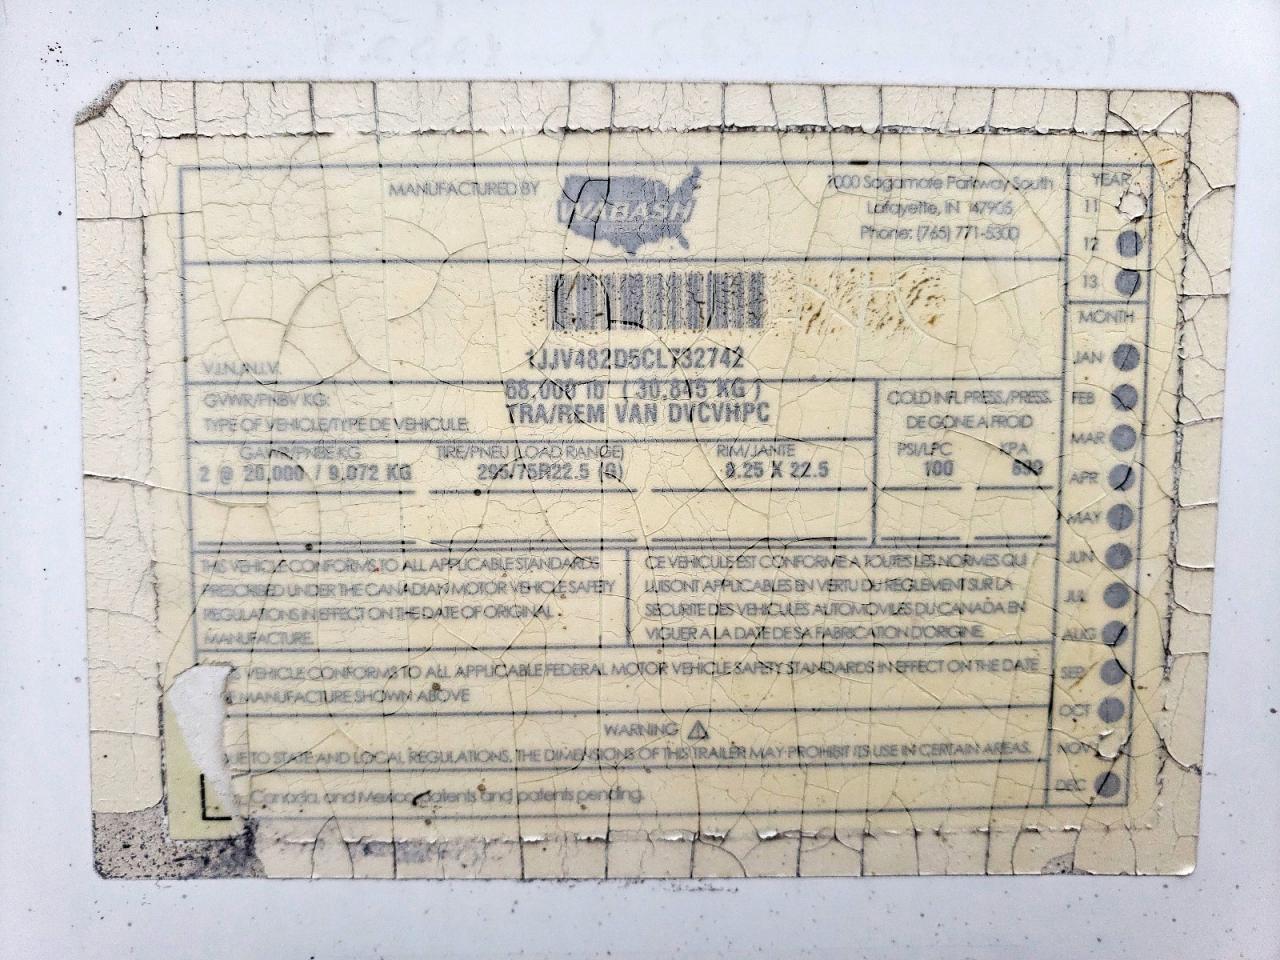 MANUFACTURED BY WABASH
1000 Sagamore Parkway South
Lafayette, IN 47905
Phone: (765) 771-5300
V.I.N./N.I.V. 1JJV482D5CL732742
GVWR/PNBV KG: 68,000 lb (30,845 KG)
TYPE OF VEHICLE/TYPE DE VEHICULE: TRA/REM VAN DVCVHPC
COLD INFL PRESS./PRESS.
DE GONE A FROID
GAWR/PNBE KG TIRE/PNEU (LOAD RANGE) RIM/JANTE PSI/LPC KPA
2 @ 20,000 / 9,072 KG 295/75R22.5 (G) 8.25 X 22.5 100
THIS VEHICLE CONFORMS TO ALL APPLICABLE STANDARDS
PRESCRIBED UNDER THE CANADIAN MOTOR VEHICLE SAFETY
REGULATIONS IN EFFECT ON THE DATE OF ORIGINAL
MANUFACTURE.
CE VEHICULE EST CONFORME A TOUTES LES NORMES QUI
LUISONT APPLICABLES EN VERTU DU REGLEMENT SUR LA
SECURITE DES VEHICULES AUTOMOVILES DU CANADA EN
VIGUER A LA DATE DE SA FABRICATION D'ORIGINE.
VEHICLE CONFORMS TO ALL APPLICABLE FEDERAL MOTOR VEHICLE SAFETY STANDARDS IN EFFECT ON THE DATE
MANUFACTURE SHOWN ABOVE
WARNING
TO STATE AND LOCAL REGULATIONS, THE DIMENSIONS OF THIS TRAILER MAY PROHIBIT ITS USE IN CERTAIN AREAS.
Canada, and Mexico patents and patents pending.
YEAR
11
12
13
MONTH
JAN
FEB
MAR
APR
MAY
JUN
JUL
AUG
SEP
OCT
NOV
DEC